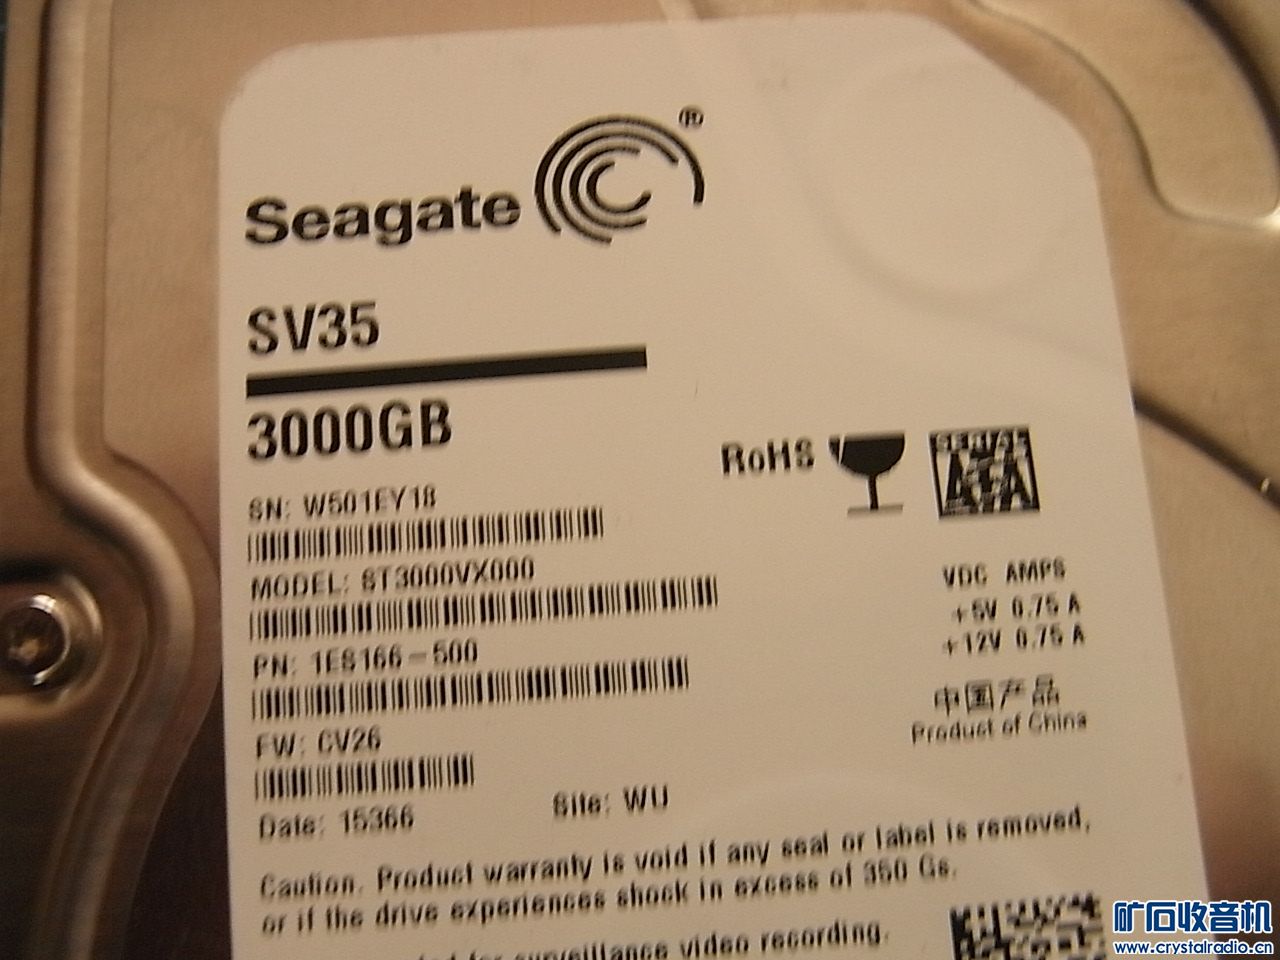 Seagate®
SV35
3000GB
RoHS
SERIAL
ATA
SN: W501EY18
MODEL: ST3000VX000
PN: 1ES166-500
FW: CV26
Date: 15366 Site: WU
VDC AMPS
+5V 0.75 A
+12V 0.75 A
中国产品
Product of China
Caution. Product warranty is void if any seal or label is removed,
or if the drive experiences shock in excess of 350 Gs.
for surveillance video recording.
矿石收音机
www.crystalradio.cn